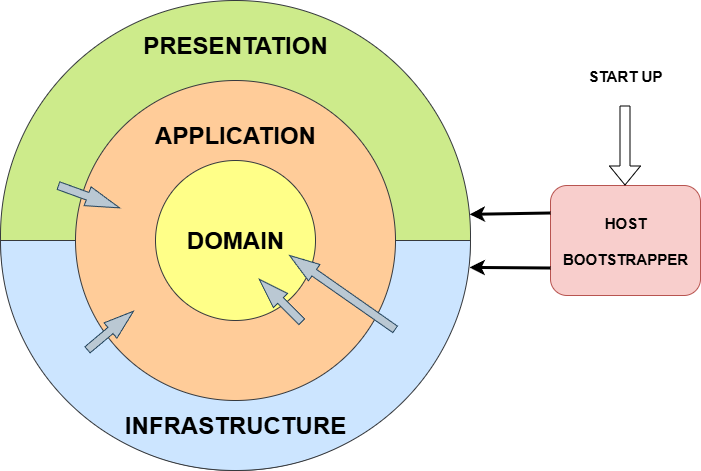 PRESENTATION
APPLICATION
DOMAIN
INFRASTRUCTURE
START UP
HOST
BOOTSTRAPPER